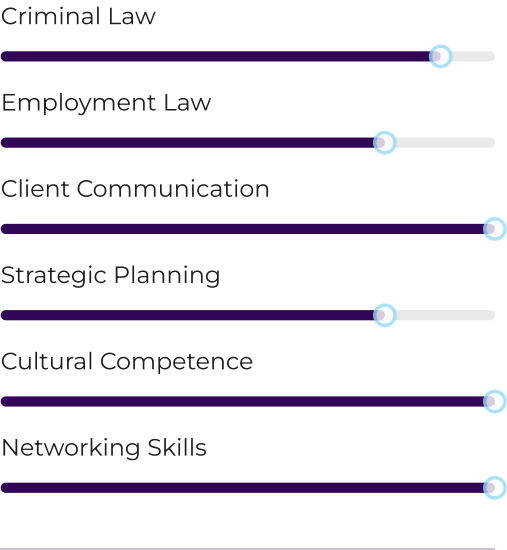 Criminal Law
Employment Law
Client Communication
Strategic Planning
Cultural Competence
Networking Skills